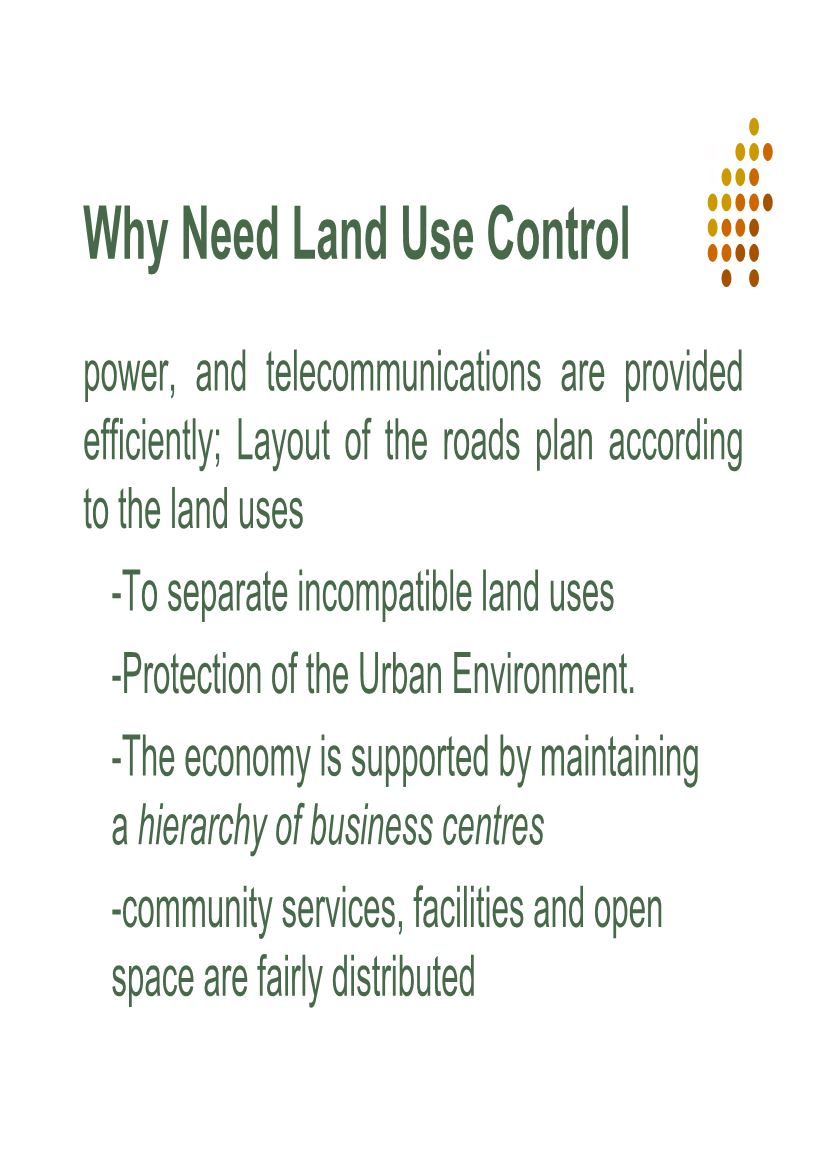 Why Need Land Use Control
power, and telecommunications are provided
efficiently; Layout of the roads plan according
to the land uses
-To separate incompatible land uses
-Protection of the Urban Environment.
-The economy is supported by maintaining
a hierarchy of business centres
-community services, facilities and open
space are fairly distributed